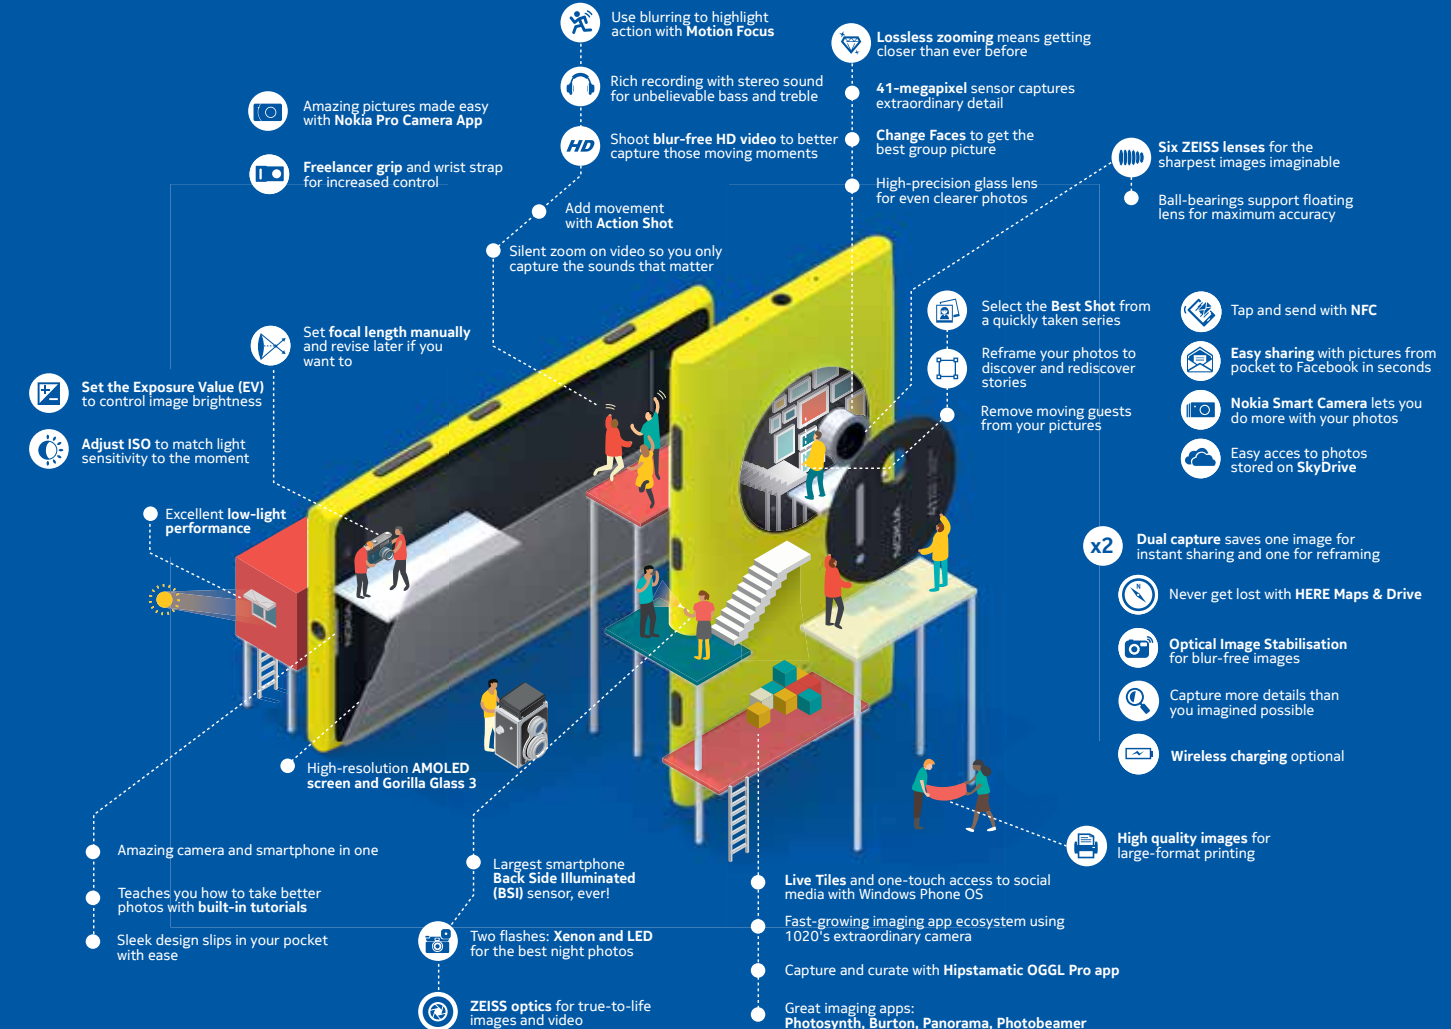 Use blurring to highlight
action with Motion Focus
Rich recording with stereo sound
for unbelievable bass and treble
HD
Shoot blur-free HD video to better
capture those moving moments
Add movement
with Action Shot
Silent zoom on video so you only
capture the sounds that matter
Lossless zooming means getting
closer than ever before
41-megapixel sensor captures
extraordinary detail
Change Faces to get the
best group picture
High-precision glass lens
for even clearer photos
Amazing pictures made easy
with Nokia Pro Camera App
Freelancer grip and wrist strap
for increased control
Six ZEISS lenses for the
sharpest images imaginable
Ball-bearings support floating
lens for maximum accuracy
Set focal length manually
and revise later if you
want to
Set the Exposure Value (EV)
to control image brightness
Adjust ISO to match light
sensitivity to the moment
Excellent low-light
performance
Select the Best Shot from
a quickly taken series
Reframe your photos to
discover and rediscover
stories
Remove moving guests
from your pictures
Tap and send with NFC
Easy sharing with pictures from
pocket to Facebook in seconds
Nokia Smart Camera lets you
do more with your photos
Easy acces to photos
stored on SkyDrive
x2
Dual capture saves one image for
instant sharing and one for reframing
N
Never get lost with HERE Maps & Drive
Optical Image Stabilisation
for blur-free images
Capture more details than
you imagined possible
Wireless charging optional
High quality images for
large-format printing
NOKIA
NOKIA
High-resolution AMOLED
screen and Gorilla Glass 3
Amazing camera and smartphone in one
Teaches you how to take better
photos with built-in tutorials
Sleek design slips in your pocket
with ease
Largest smartphone
Back Side Illuminated
(BSI) sensor, ever!
Two flashes: Xenon and LED
for the best night photos
ZEISS optics for true-to-life
images and video
Live Tiles and one-touch access to social
media with Windows Phone OS
Fast-growing imaging app ecosystem using
1020's extraordinary camera
Capture and curate with Hipstamatic OGGL Pro app
Great imaging apps:
Photosynth, Burton, Panorama, Photobeamer